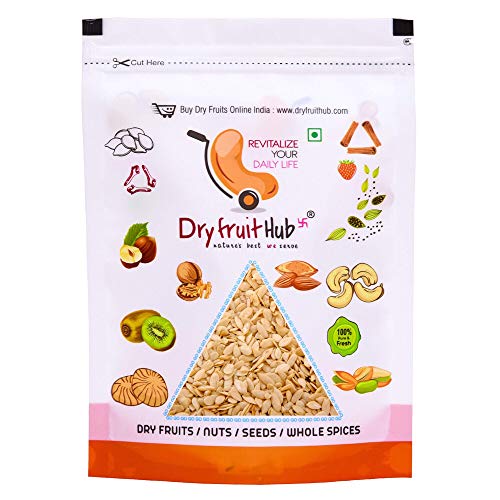 Cut Here
Buy Dry Fruits Online India : www.dryfruithub.com
REVITALIZE
YOUR
DAILY LIFE
Dry fruit Hub ®
nature's best we serve
100%
Pure &
Fresh
DRY FRUITS / NUTS / SEEDS / WHOLE SPICES